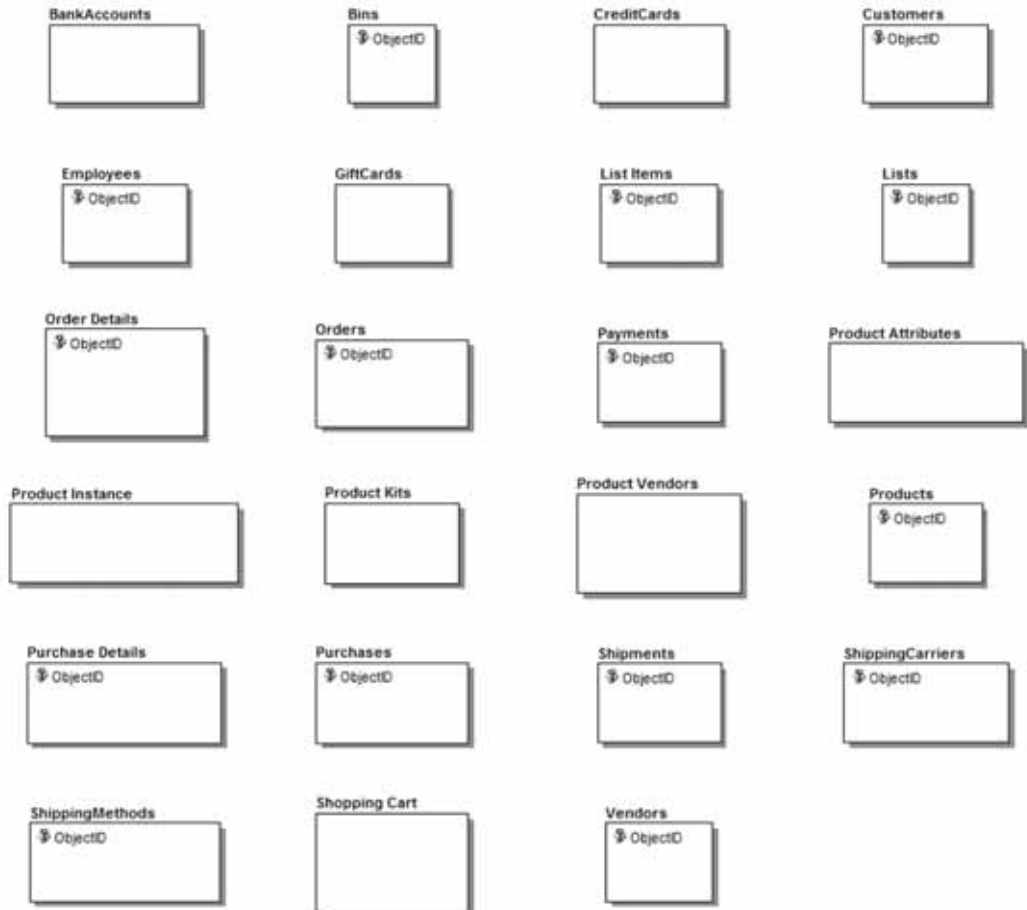 BankAccounts
Bins
ObjectID
CreditCards
Customers
ObjectID
Employees
ObjectID
GiftCards
List Items
ObjectID
Lists
ObjectID
Order Details
ObjectID
Orders
ObjectID
Payments
ObjectID
Product Attributes
Product Instance
Product Kits
Product Vendors
Products
ObjectID
Purchase Details
ObjectID
Purchases
ObjectID
Shipments
ObjectID
ShippingCarriers
ObjectID
ShippingMethods
ObjectID
Shopping Cart
Vendors
ObjectID